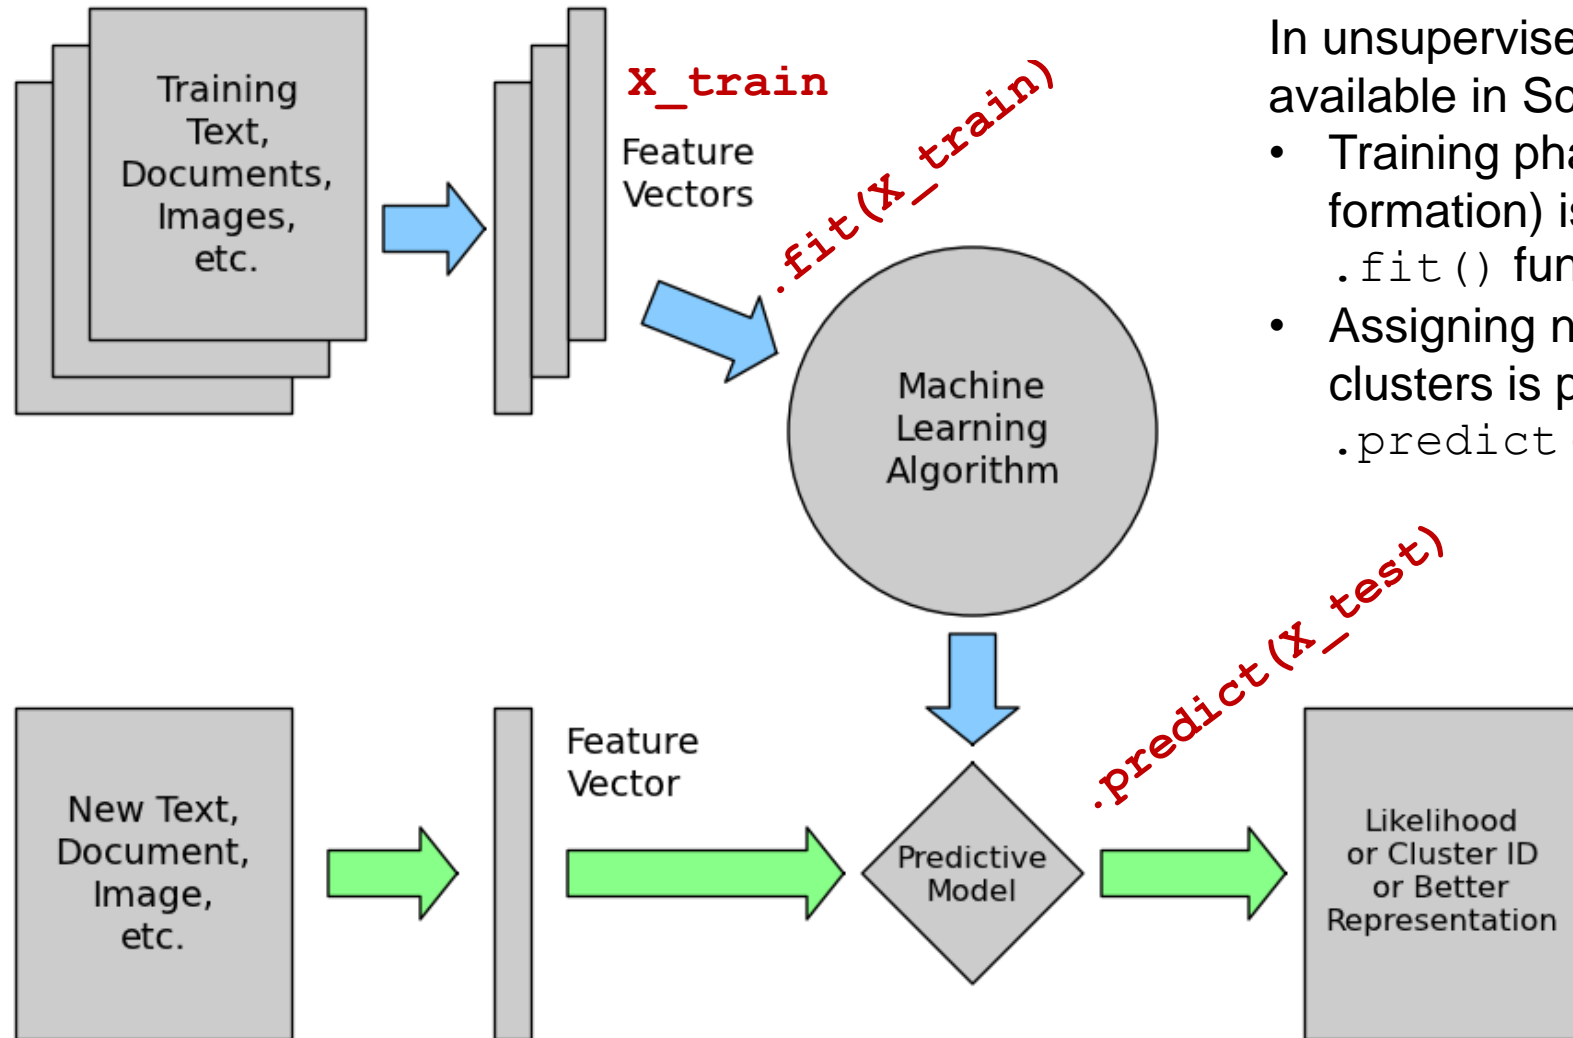 Training
Text,
Documents,
Images,
etc.
X_train
Feature
Vectors
.fit(X_train)
Machine
Learning
Algorithm
In unsupervise
available in Sc
• Training pha
formation) is
.fit() fun
• Assigning n
clusters is p
.predict
New Text,
Document,
Image,
etc.
Feature
Vector
Predictive
Model
.predict(X_test)
Likelihood
or Cluster ID
or Better
Representation